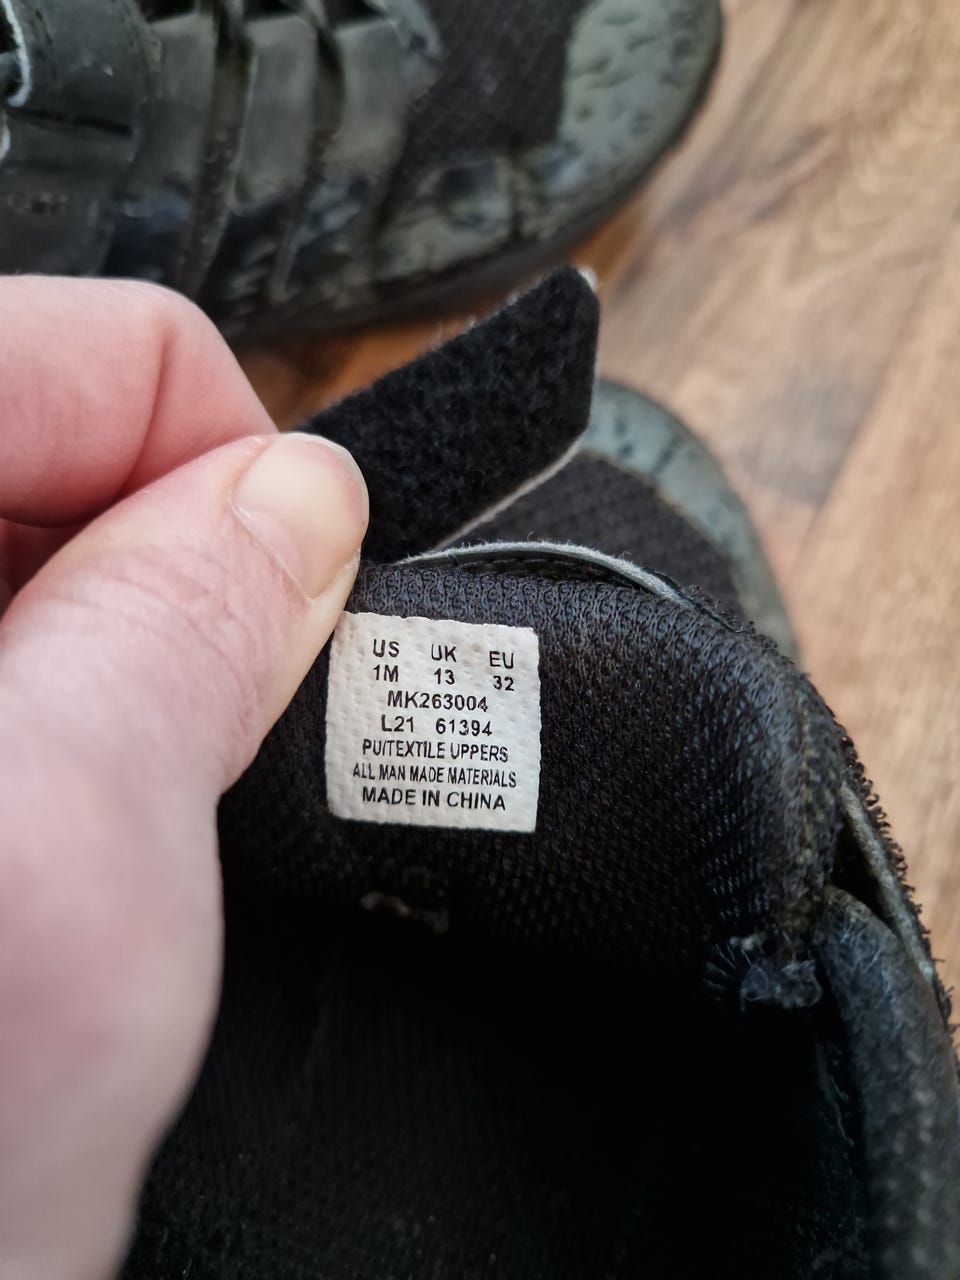 US UK EU
1M 13 32
MK263004
L21 61394
PU/TEXTILE UPPERS
ALL MAN MADE MATERIALS
MADE IN CHINA